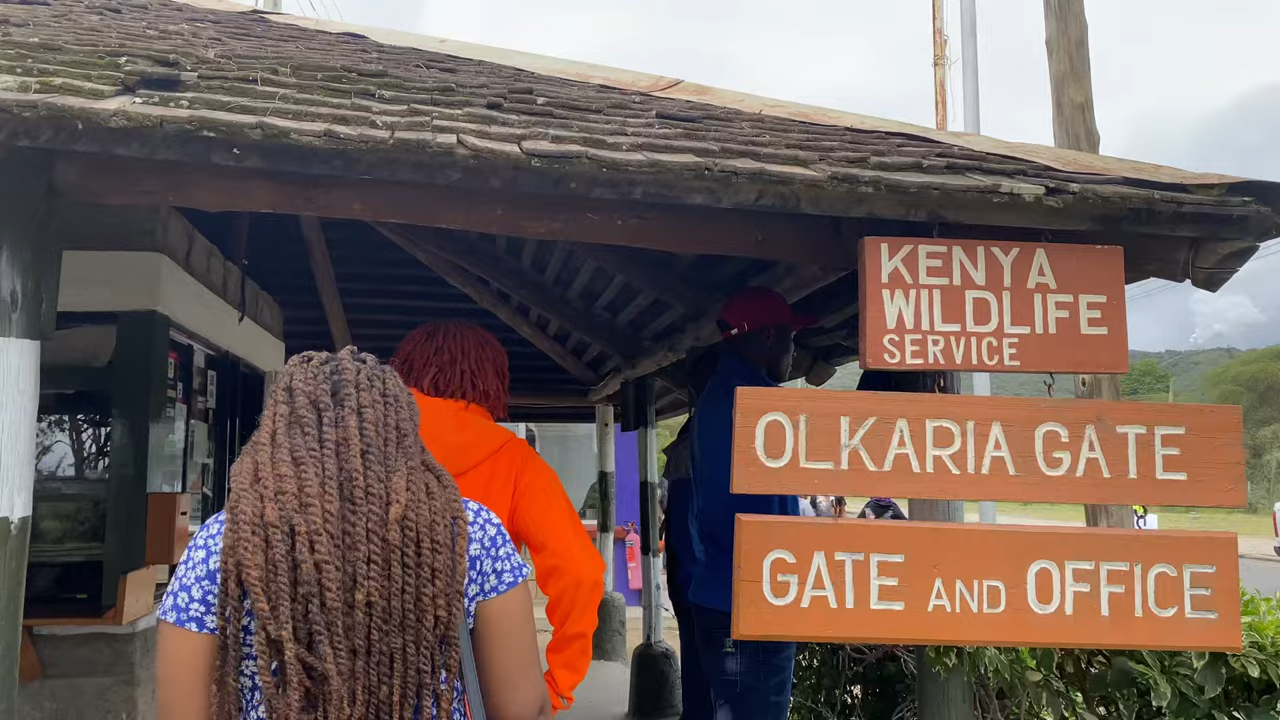 KENYA
WILDLIFE
SERVICE
OLKARIA GATE
GATE AND OFFICE